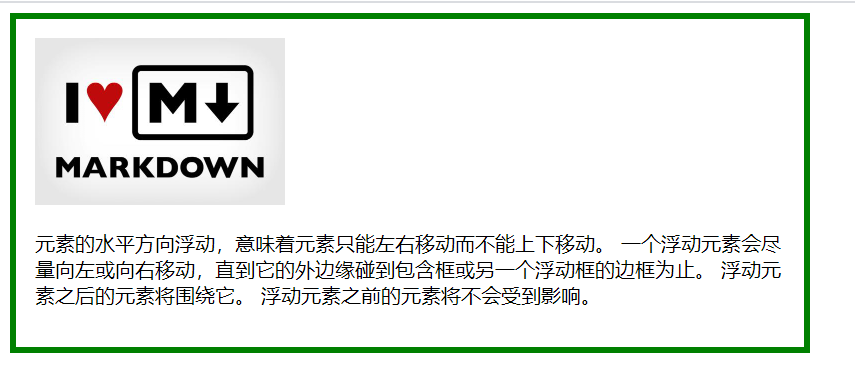 I♥M↓
MARKDOWN
元素的水平方向浮动，意味着元素只能左右移动而不能上下移动。 一个浮动元素会尽
量向左或向右移动，直到它的外边缘碰到包含框或另一个浮动框的边框为止。 浮动元
素之后的元素将围绕它。 浮动元素之前的元素将不会受到影响。